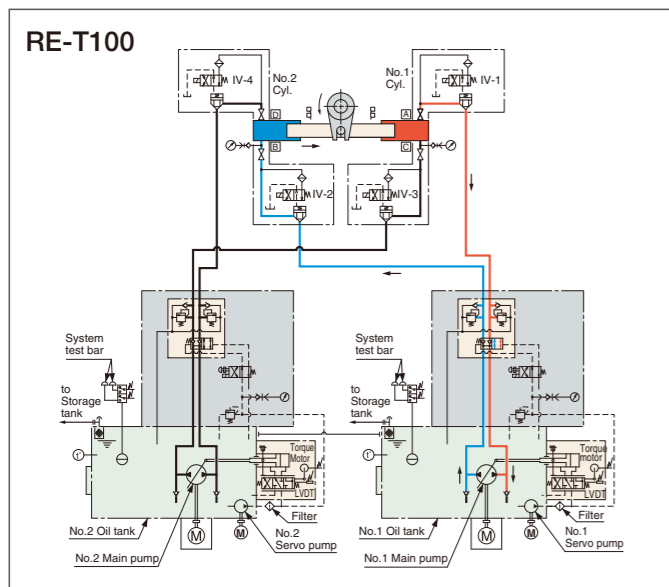 RE-T100
IV-4
No.2
Cyl.
No.1
Cyl.
IV-1
D
A
B
C
IV-2
IV-3
System
test bar
to
Storage
tank
t°
Torque
Motor
LVDT
Filter
No.2 Oil tank
No.2 Main pump
M
M
No.2
Servo pump
System
test bar
to
Storage
tank
t°
Torque
motor
LVDT
Filter
No.1 Oil tank
No.1 Main pump
M
M
No.1
Servo pump